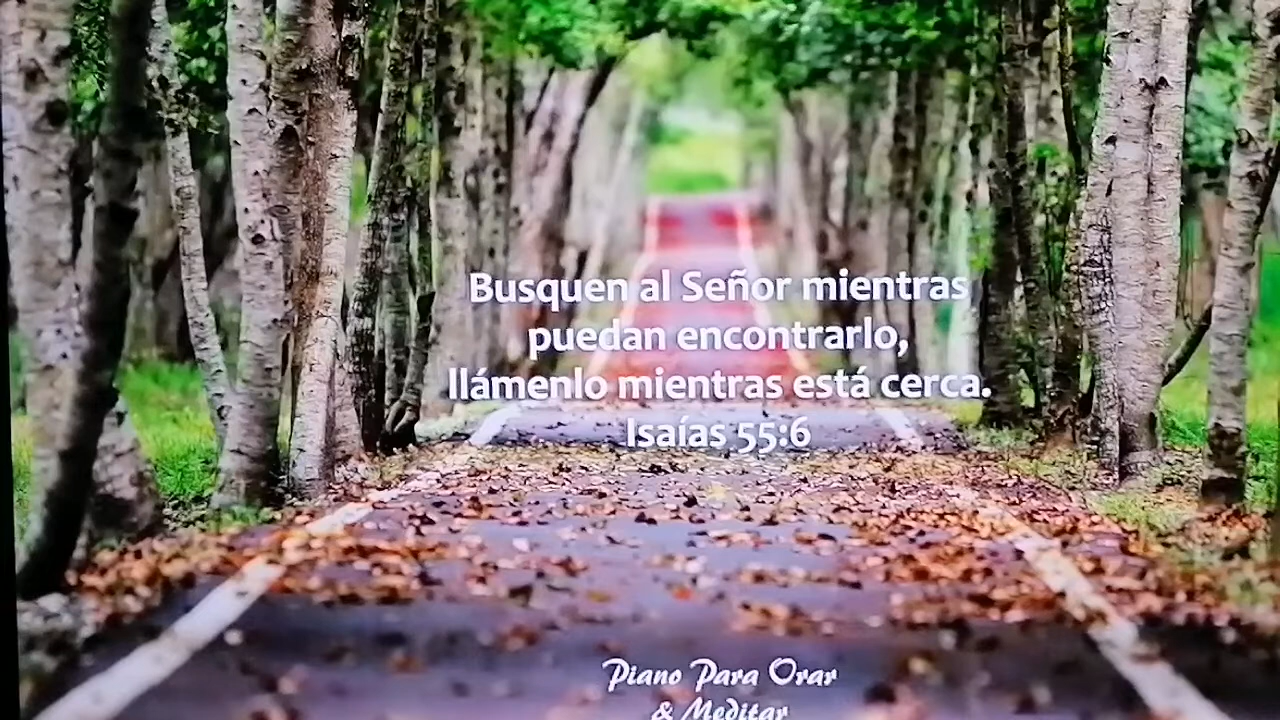 Busquen al Señor mientras
puedan encontrarlo,
llámenlo mientras está cerca.
Isaías 55:6
Piano Para Orar
& Meditar